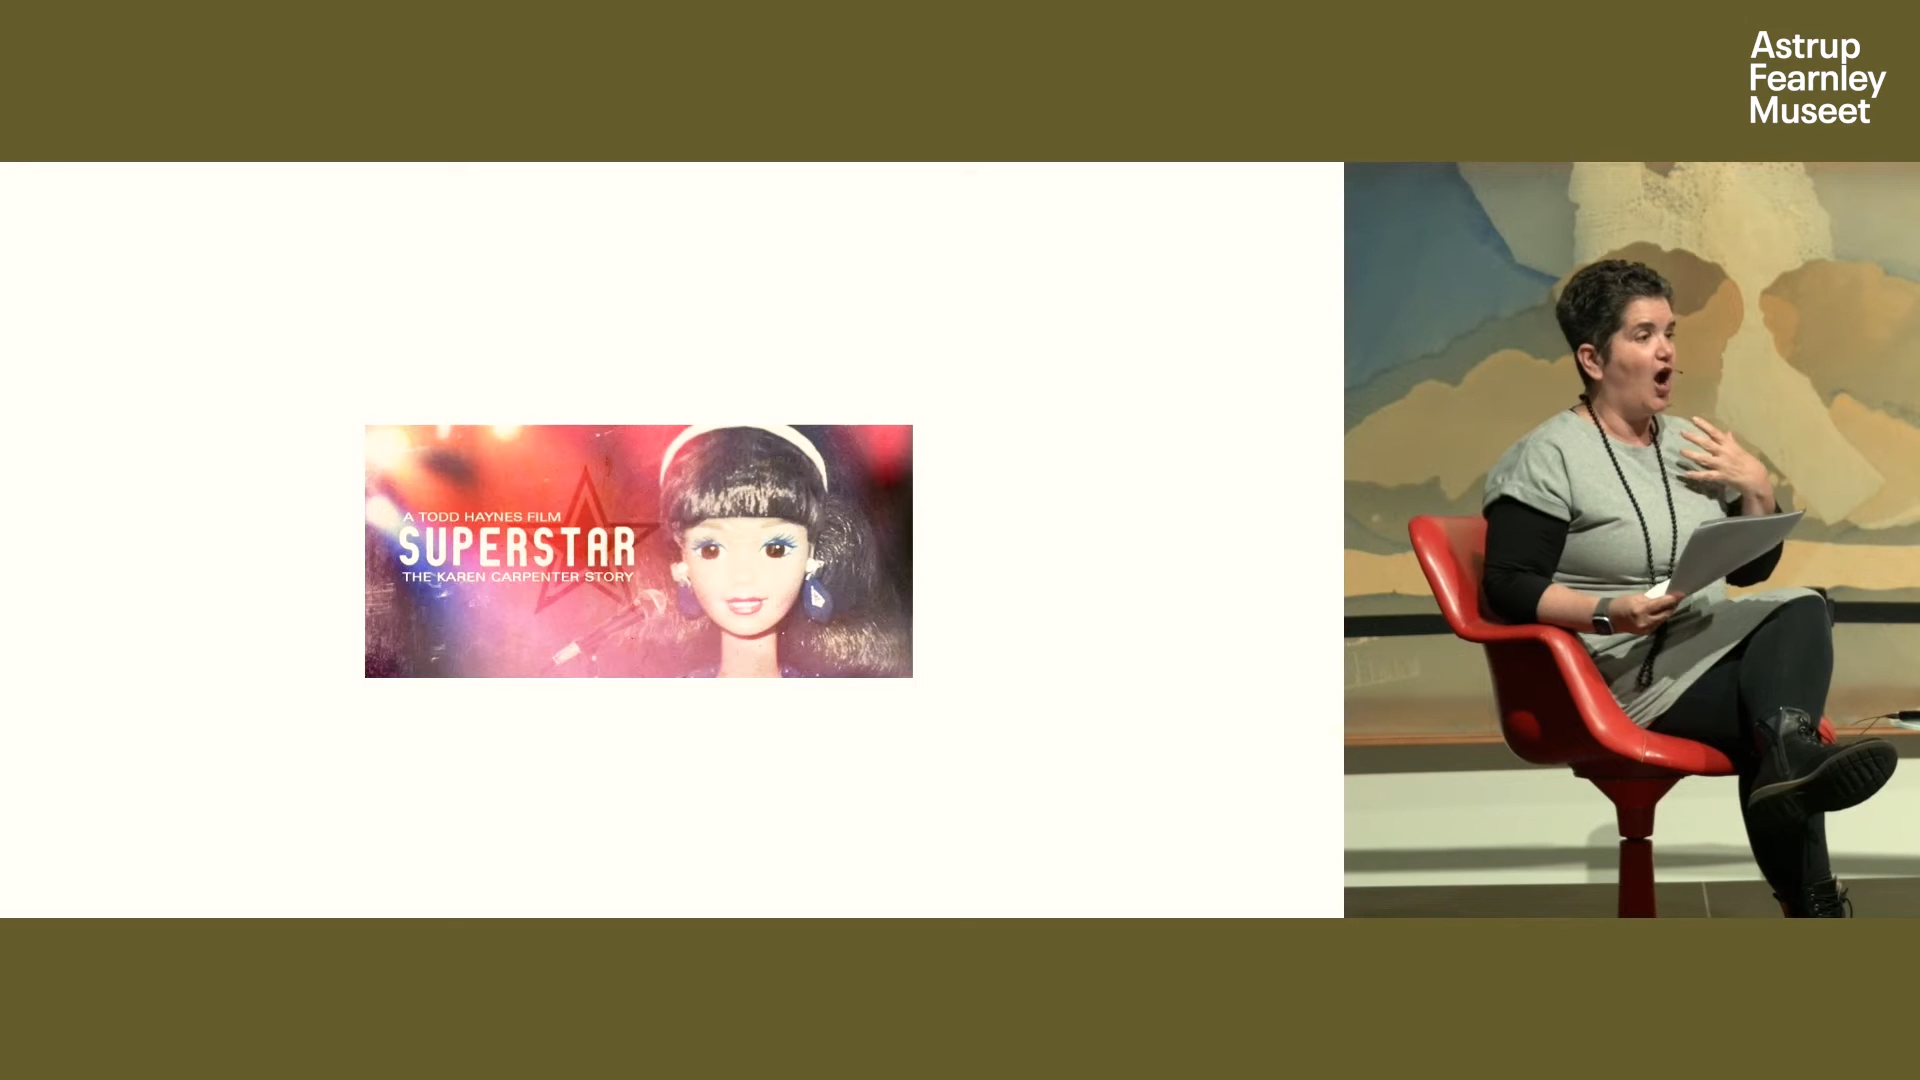 Astrup
Fearnley
Museet
A TODD HAYNES FILM
SUPERSTAR
THE KAREN CARPENTER STORY